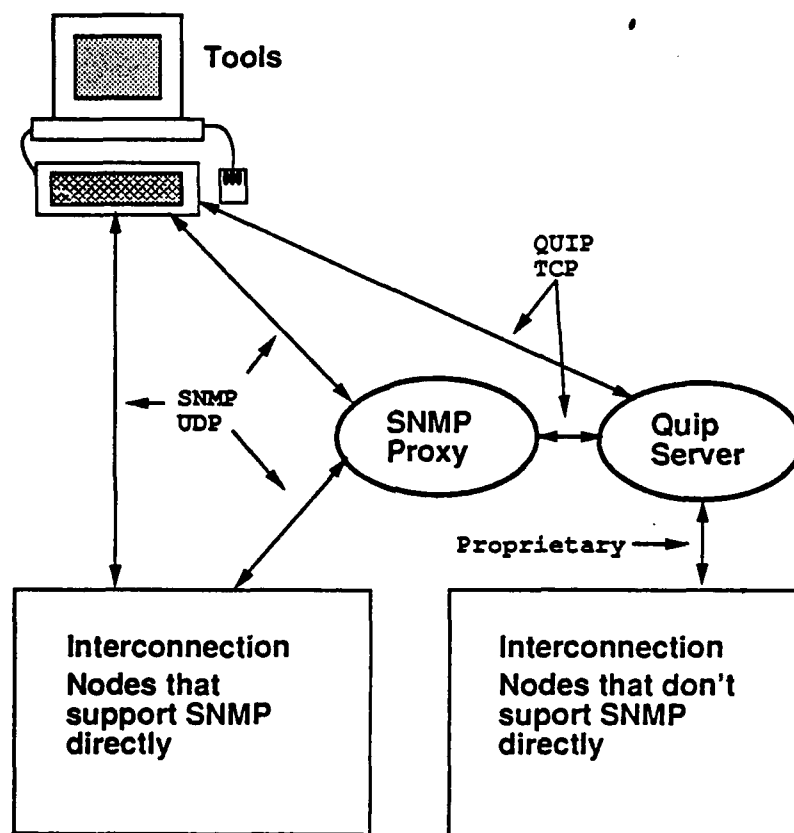 Tools
QUIP
TCP
SNMP
UDP
SNMP
Proxy
Quip
Server
Proprietary
Interconnection
Nodes that
support SNMP
directly
Interconnection
Nodes that don't
suport SNMP
directly